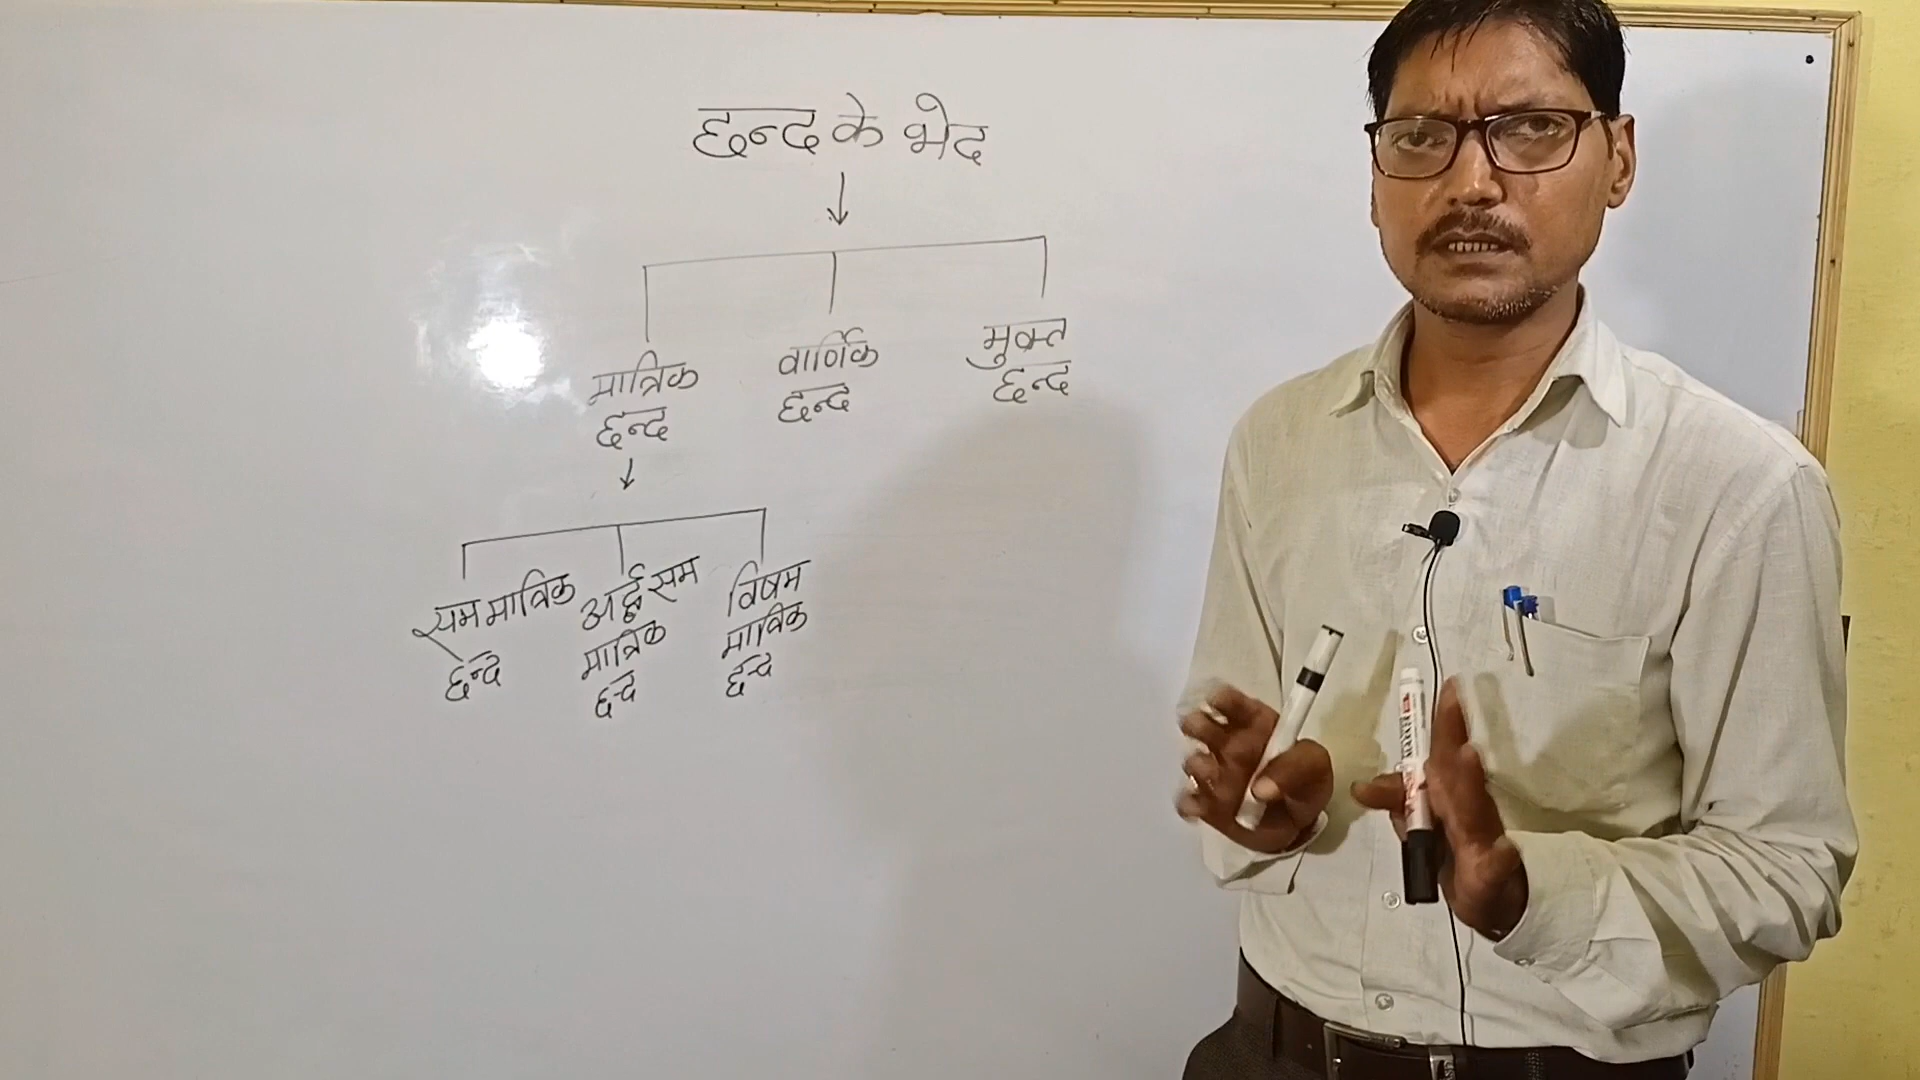 छन्द के भेद
मात्रिक
छन्द
वार्णिक
छन्द
मुक्त
छन्द
सम मात्रिक
छन्द
अर्द्धसम
मात्रिक
छन्द
विषम
मात्रिक
छन्द